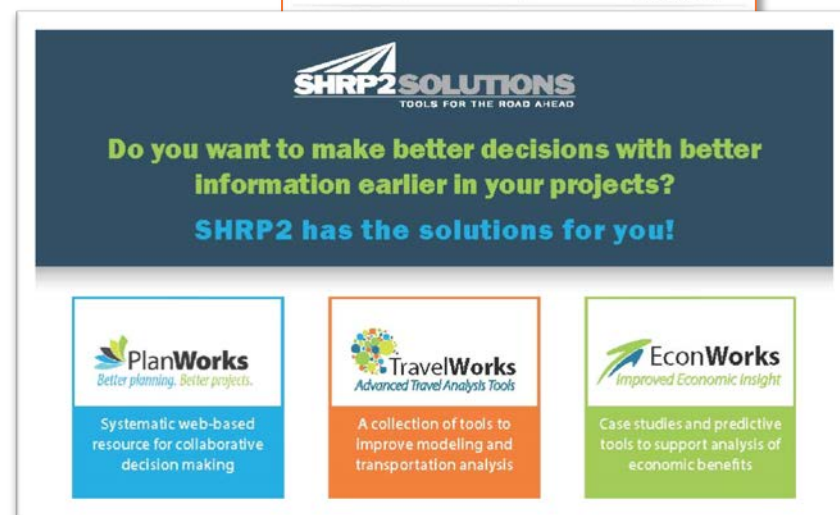 SHRP2SOLUTIONS
TOOLS FOR THE ROAD AHEAD
Do you want to make better decisions with better
information earlier in your projects?
SHRP2 has the solutions for you!
PlanWorks
Better planning. Better projects.
Systematic web-based
resource for collaborative
decision making
TravelWorks
Advanced Travel Analysis Tools
A collection of tools to
improve modeling and
transportation analysis
EconWorks
Improved Economic Insight
Case studies and predictive
tools to support analysis of
economic benefits